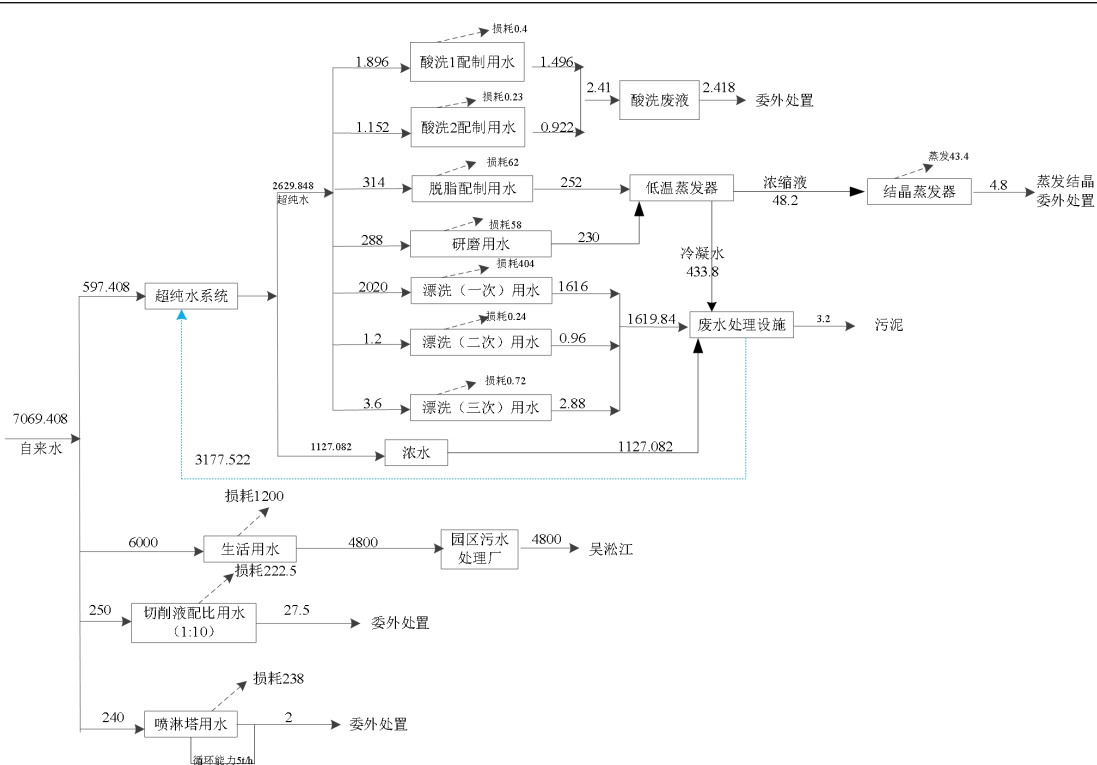 损耗0.4
1.896
酸洗1配制用水
1.496
损耗0.23
1.152
酸洗2配制用水
0.922
2.41
酸洗废液
2.418
委外处置
2629.848
超纯水
损耗62
314
脱脂配制用水
252
低温蒸发器
浓缩液
48.2
蒸发43.4
结晶蒸发器
4.8
蒸发结晶
委外处置
损耗58
288
研磨用水
230
冷凝水
433.8
损耗404
597.408
超纯水系统
2020
漂洗（一次）用水
1616
损耗0.24
1.2
漂洗（二次）用水
0.96
1619.84
废水处理设施
3.2
污泥
损耗0.72
3.6
漂洗（三次）用水
2.88
7069.408
自来水
1127.082
浓水
1127.082
3177.522
损耗1200
6000
生活用水
4800
园区污水
处理厂
4800
吴淞江
损耗222.5
250
切削液配比用水
（1:10）
27.5
委外处置
损耗238
240
喷淋塔用水
2
委外处置
循环能力5t/h